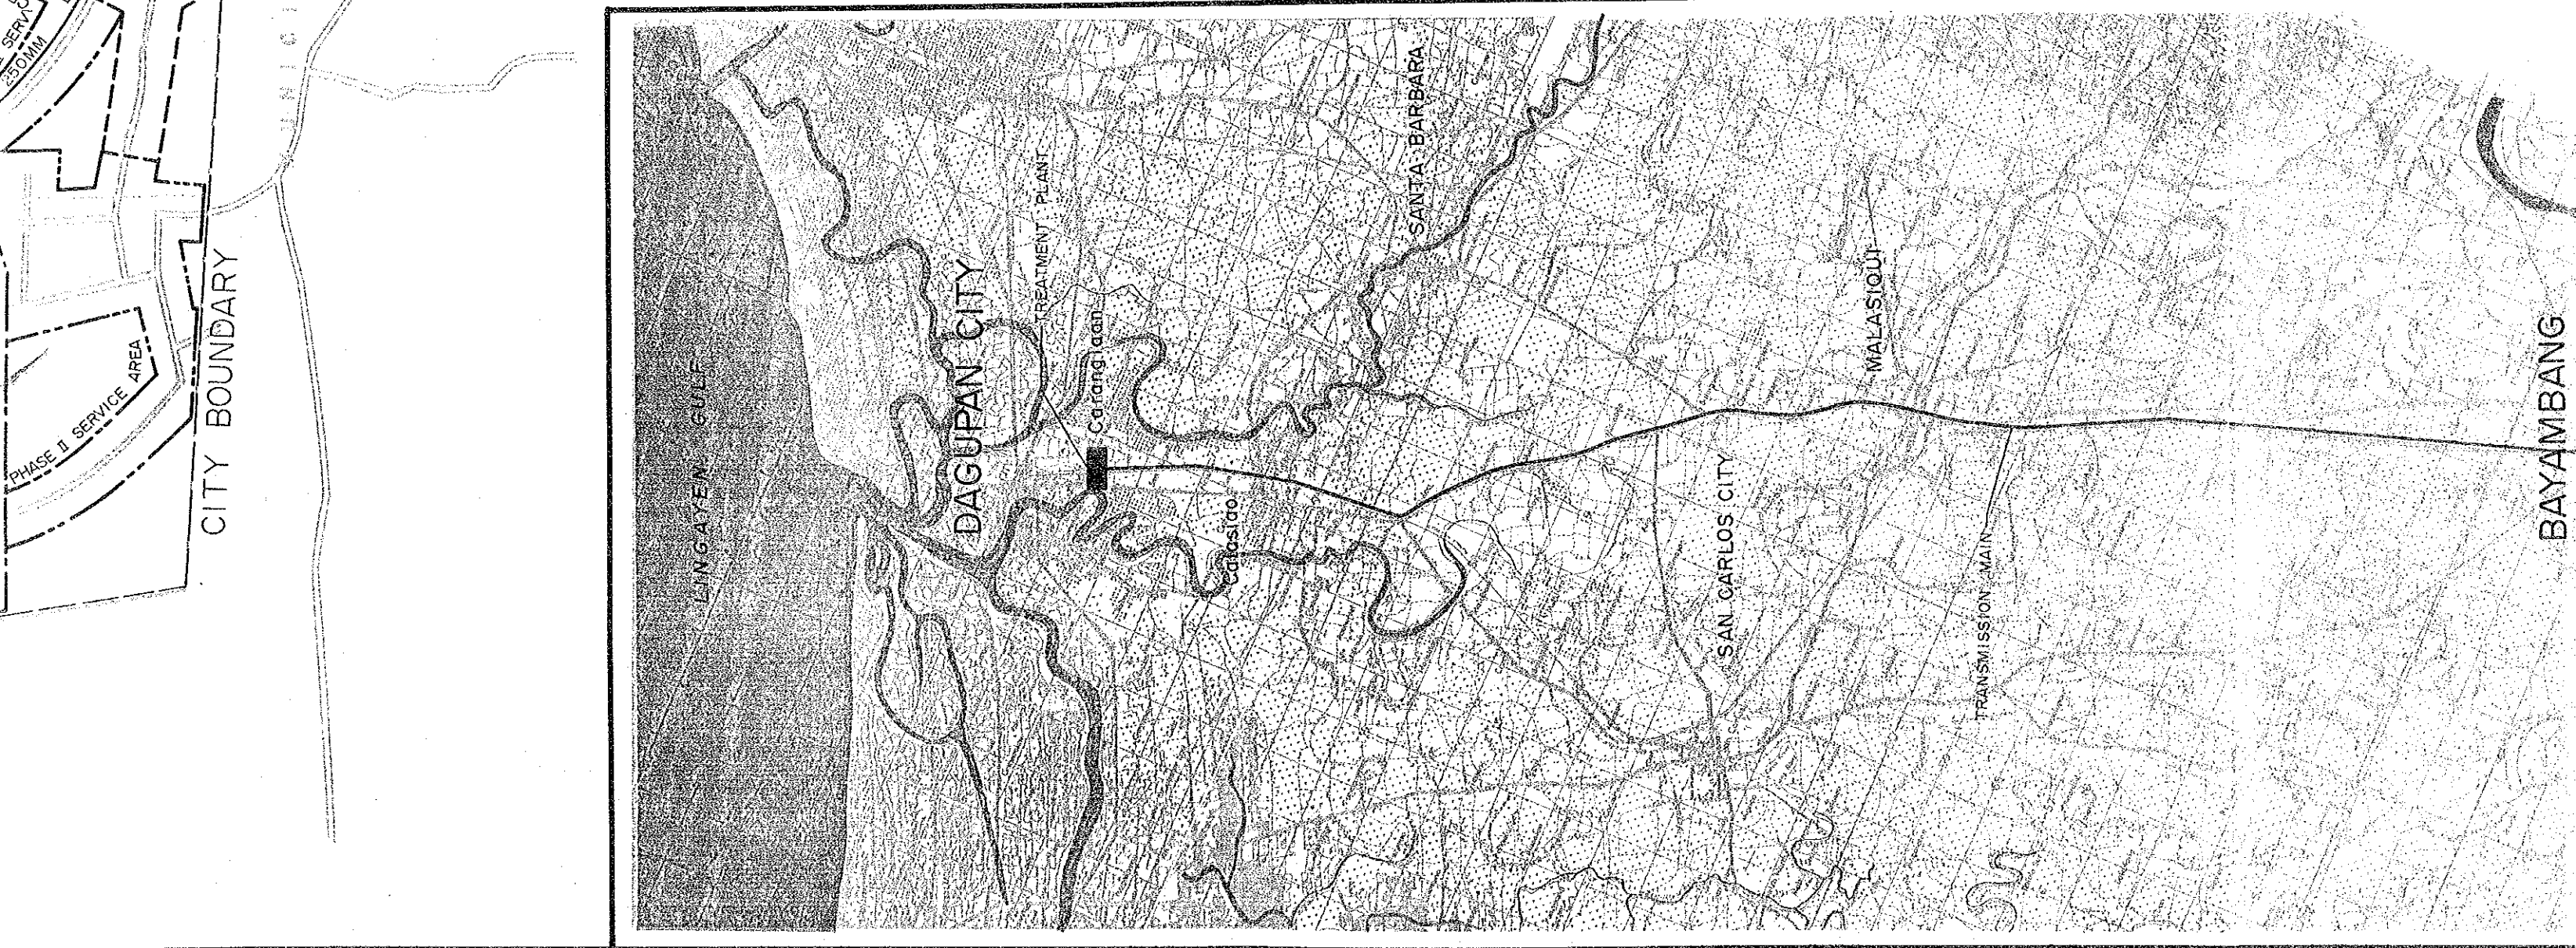 250MM
PHASE II SERVICE AREA
CITY BOUNDARY
LINGAYEN GULF
DAGUPAN CITY
TREATMENT PLANT
Caranglaan
Calasiao
SANTA BARBARA
SAN CARLOS CITY
MALASIQUI
TRANSMISSION MAIN
BAYAMBANG